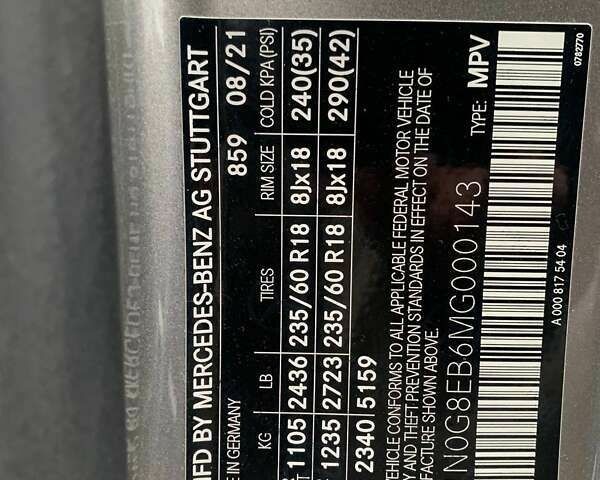 MFD BY MERCEDES-BENZ AG STUTTGART
IN GERMANY 859 08/21
KG LB TIRES RIM SIZE COLD KPA (PSI)
1105 2436 235/60 R18 8Jx18 240(35)
1235 2723 235/60 R18 8Jx18 290(42)
2340 5159
VEHICLE CONFORMS TO ALL APPLICABLE FEDERAL MOTOR VEHICLE
Y AND THEFT PREVENTION STANDARDS IN EFFECT ON THE DATE OF
FACTURE SHOWN ABOVE.
N0G8EB6MG000143 TYPE: MPV
A 000 817 54 04
0782770